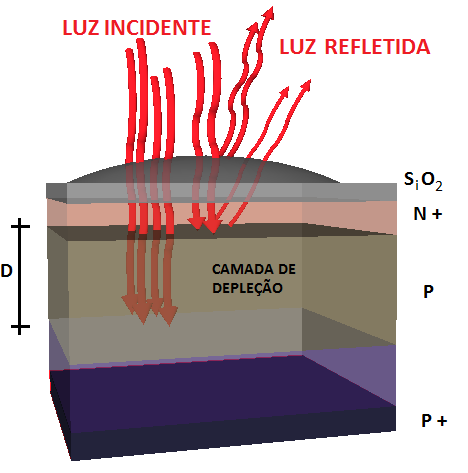 LUZ INCIDENTE
LUZ REFLETIDA
SiO2
N +
D
CAMADA DE
DEPLEÇÃO
P
P +